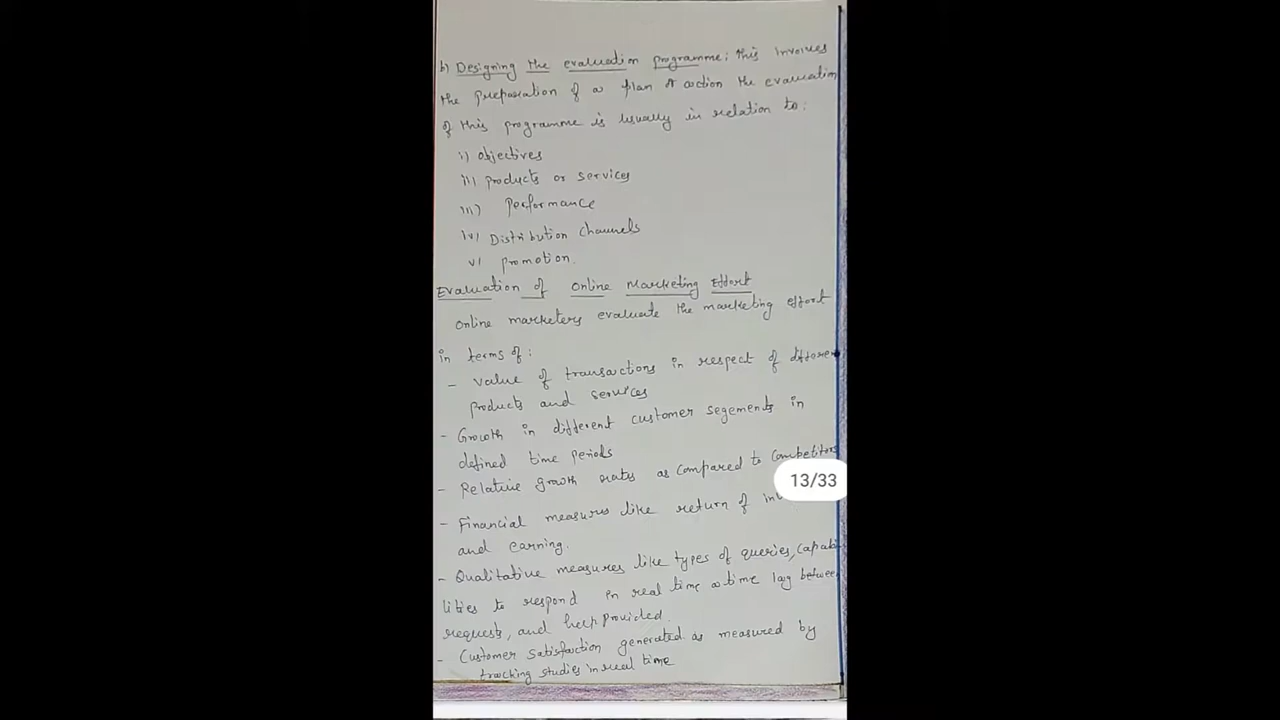 b) Designing the evaluation programme: this involves
the preparation of a plan of action the evaluation
of this programme is usually in relation to:
i) objectives
ii) products or services
iii) Performance
iv) Distribution channels
v) promotion.
Evaluation of Online Marketing Effort
Online marketers evaluate the marketing effort
in terms of:
- Value of transactions in respect of differen
products and services
- Growth in different customer segements in
defined time periods
- Relative growth rates as compared to competitors
13/33
- Financial measures like return of inv
and earning.
- Qualitative measures like types of queries, capabi
lities to respond in real time a time lag between
requests, and help provided.
- Customer satisfaction generated as measured by
tracking studies in real time